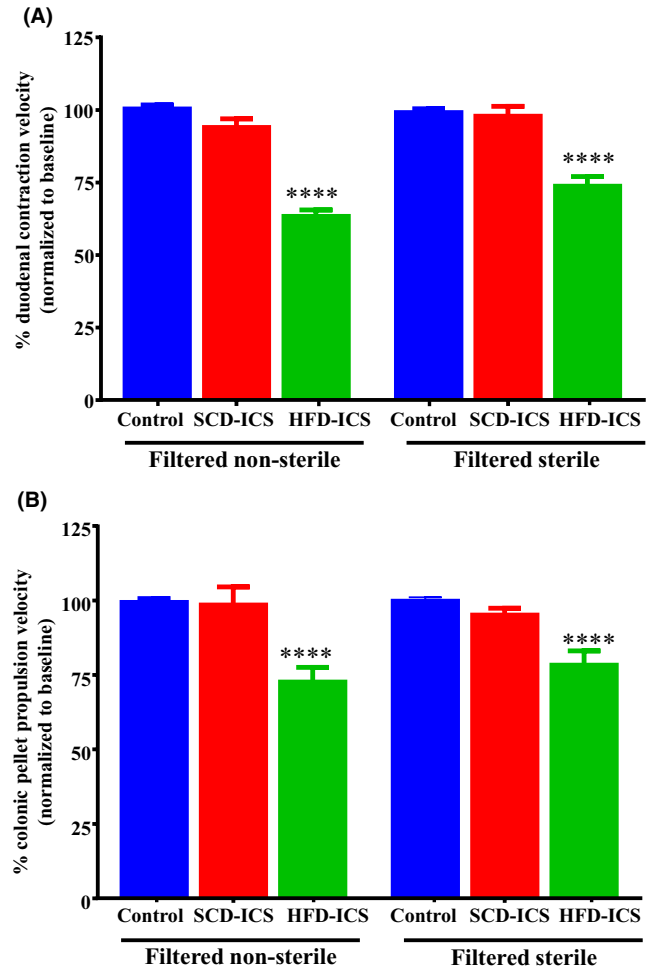 (A)
% duodenal contraction velocity
(normalized to baseline)
125
100
75
50
25
0
****
****
Control SCD-ICS HFD-ICS Control SCD-ICS HFD-ICS
Filtered non-sterile Filtered sterile
(B)
% colonic pellet propulsion velocity
(normalized to baseline)
125
100
75
50
25
0
****
****
Control SCD-ICS HFD-ICS Control SCD-ICS HFD-ICS
Filtered non-sterile Filtered sterile